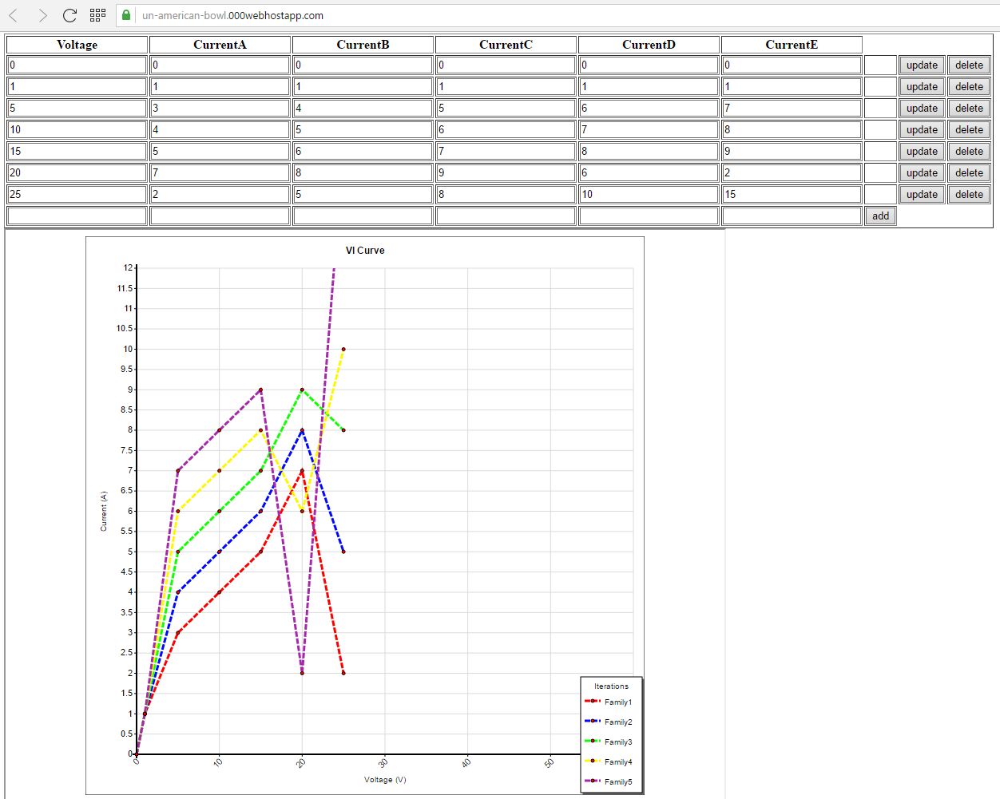 un-american-bowl.000webhostapp.com
Voltage CurrentA CurrentB CurrentC CurrentD CurrentE
0 0 0 0 0 0 update delete
1 1 1 1 1 1 update delete
5 3 4 5 6 7 update delete
10 4 5 6 7 8 update delete
15 5 6 7 8 9 update delete
20 7 8 9 6 2 update delete
25 2 5 8 10 15 update delete
add
VI Curve
12
11.5
11
10.5
10
9.5
9
8.5
8
7.5
7
6.5
6
5.5
5
4.5
4
3.5
3
2.5
2
1.5
1
0.5
0
Current (A)
0 10 20 30 40 50
Voltage (V)
Iterations
Family1
Family2
Family3
Family4
Family5